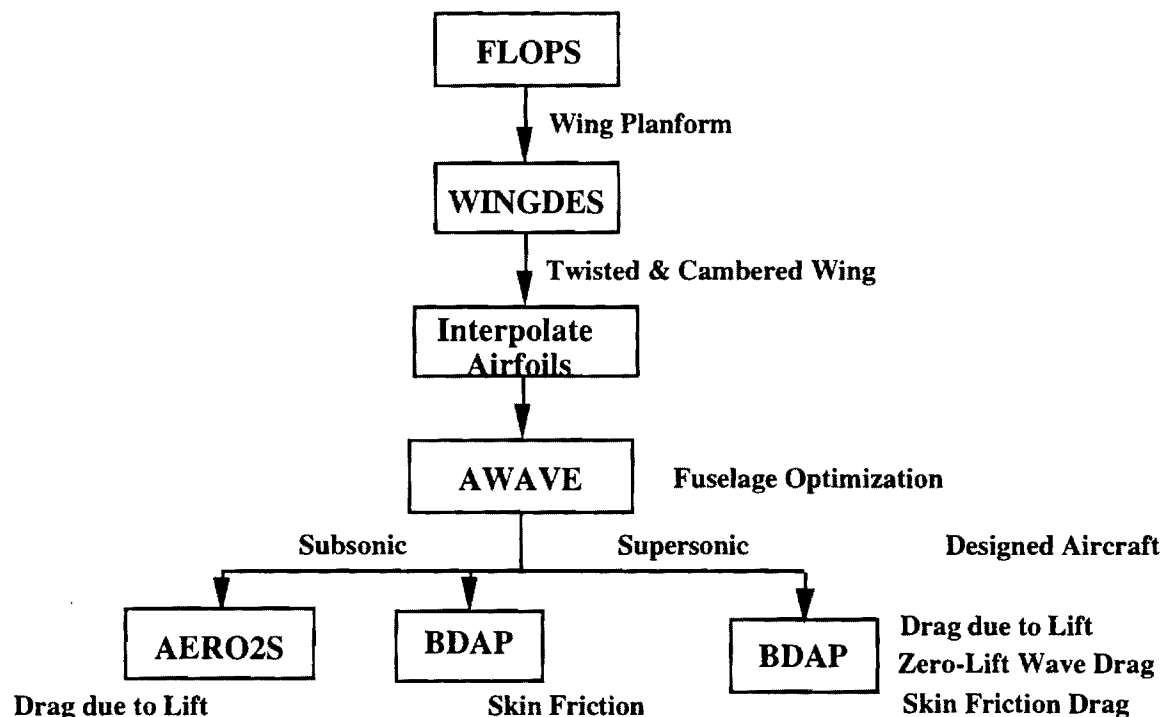 FLOPS
Wing Planform
WINGDES
Twisted & Cambered Wing
Interpolate
Airfoils
AWAVE
Fuselage Optimization
Subsonic
Supersonic
Designed Aircraft
AERO2S
BDAP
BDAP
Drag due to Lift
Zero-Lift Wave Drag
Skin Friction Drag
Drag due to Lift
Skin Friction